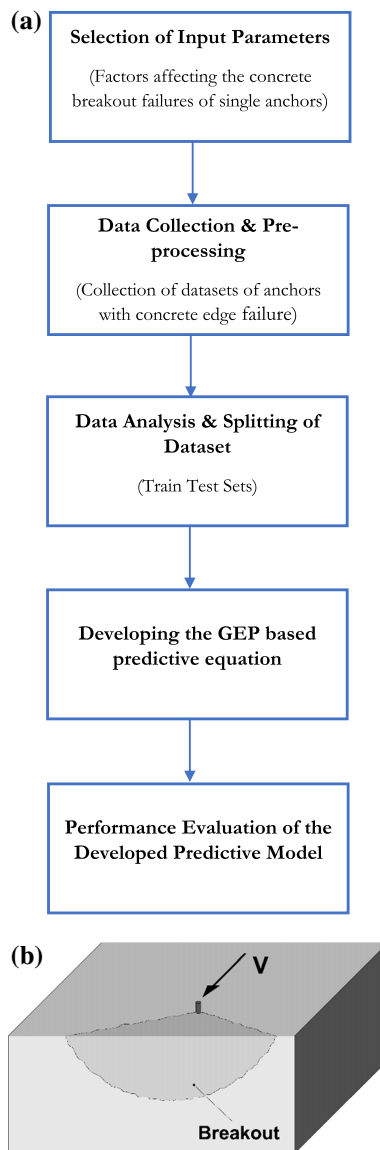 (a)
Selection of Input Parameters
(Factors affecting the concrete
breakout failures of single anchors)
Data Collection & Pre-
processing
(Collection of datasets of anchors
with concrete edge failure)
Data Analysis & Splitting of
Dataset
(Train Test Sets)
Developing the GEP based
predictive equation
Performance Evaluation of the
Developed Predictive Model
(b)
V
Breakout